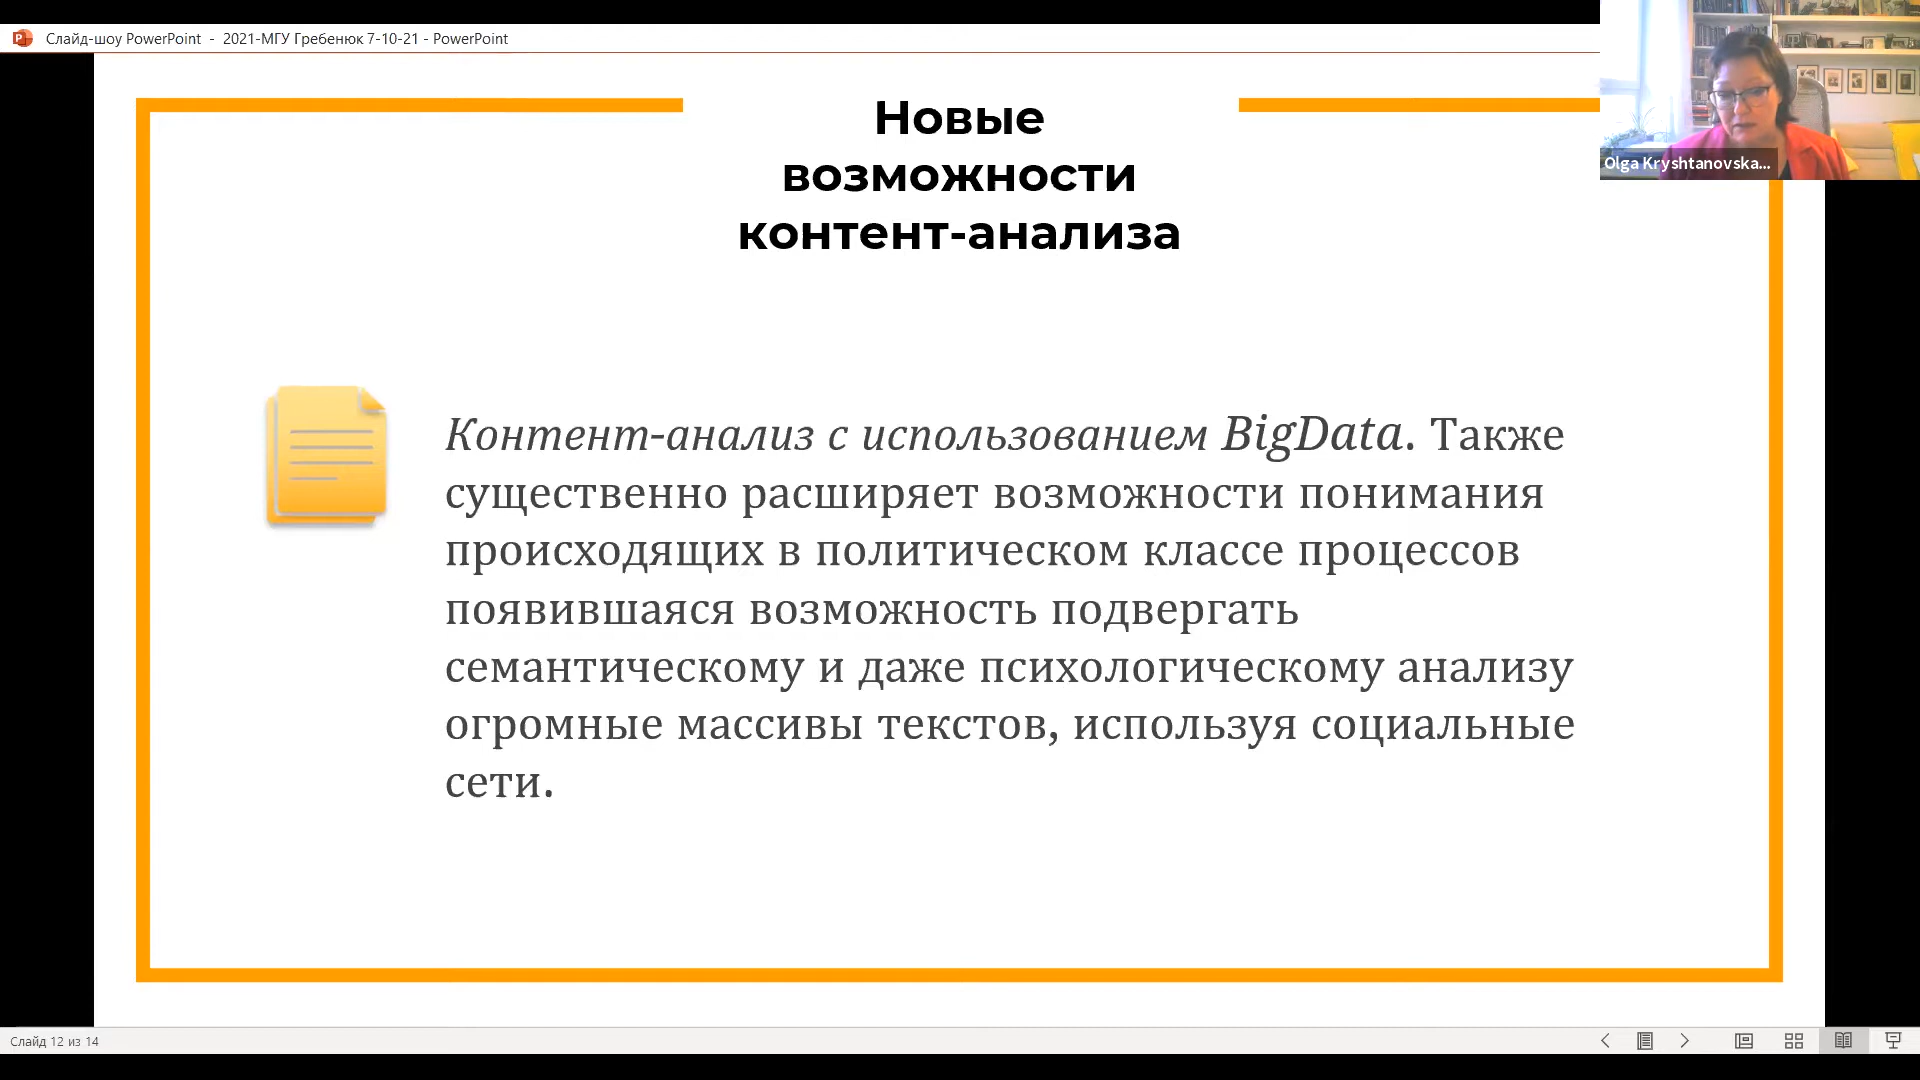 Слайд-шоу PowerPoint - 2021-МГУ Гребенюк 7-10-21 - PowerPoint
Olga Kryshtanovska...
Новые
возможности
контент-анализа
Контент-анализ с использованием BigData. Также
существенно расширяет возможности понимания
происходящих в политическом классе процессов
появившаяся возможность подвергать
семантическому и даже психологическому анализу
огромные массивы текстов, используя социальные
сети.
Слайд 12 из 14